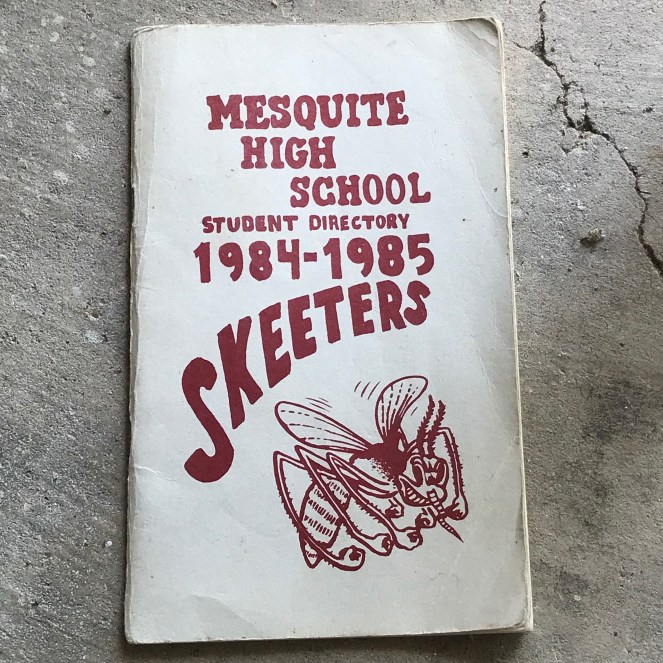 MESQUITE
HIGH
SCHOOL
STUDENT DIRECTORY
1984-1985
SKEETERS